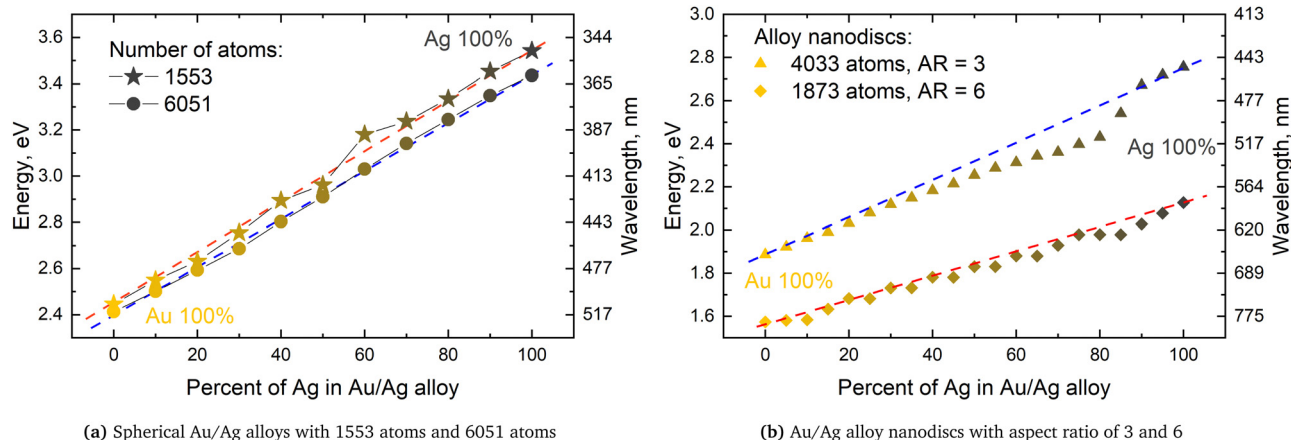 3.6
3.4
3.2
3.0
2.8
2.6
2.4
Energy, eV
Number of atoms:
1553
6051
Ag 100%
Au 100%
344
365
387
413
443
477
517
Wavelength, nm
0
20
40
60
80
100
Percent of Ag in Au/Ag alloy
(a) Spherical Au/Ag alloys with 1553 atoms and 6051 atoms
3.0
2.8
2.6
2.4
2.2
2.0
1.8
1.6
Energy, eV
Alloy nanodiscs:
4033 atoms, AR = 3
1873 atoms, AR = 6
Ag 100%
Au 100%
413
443
477
517
564
620
689
775
Wavelength, nm
0
20
40
60
80
100
Percent of Ag in Au/Ag alloy
(b) Au/Ag alloy nanodiscs with aspect ratio of 3 and 6